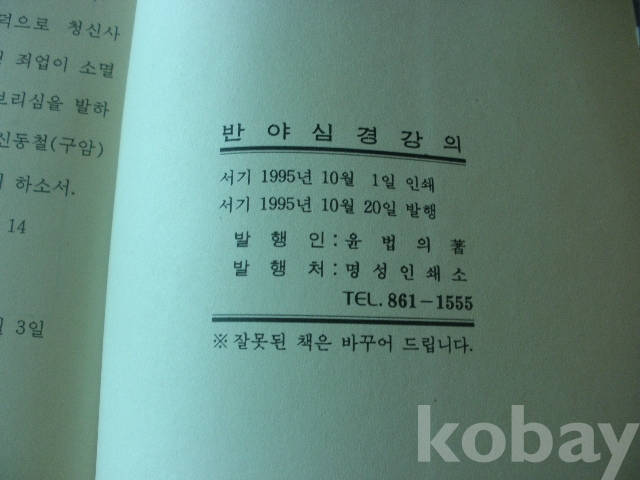 덕으로 청신사
죄업이 소멸
보리심을 발하
신동철(구암)
하소서.
14
3일
반야심경강의
서기 1995년 10월 1일 인쇄
서기 1995년 10월 20일 발행
발 행 인 : 윤 법 의 著
발 행 처 : 명성인쇄소
TEL. 861-1555
※ 잘못된 책은 바꾸어 드립니다.
kobay